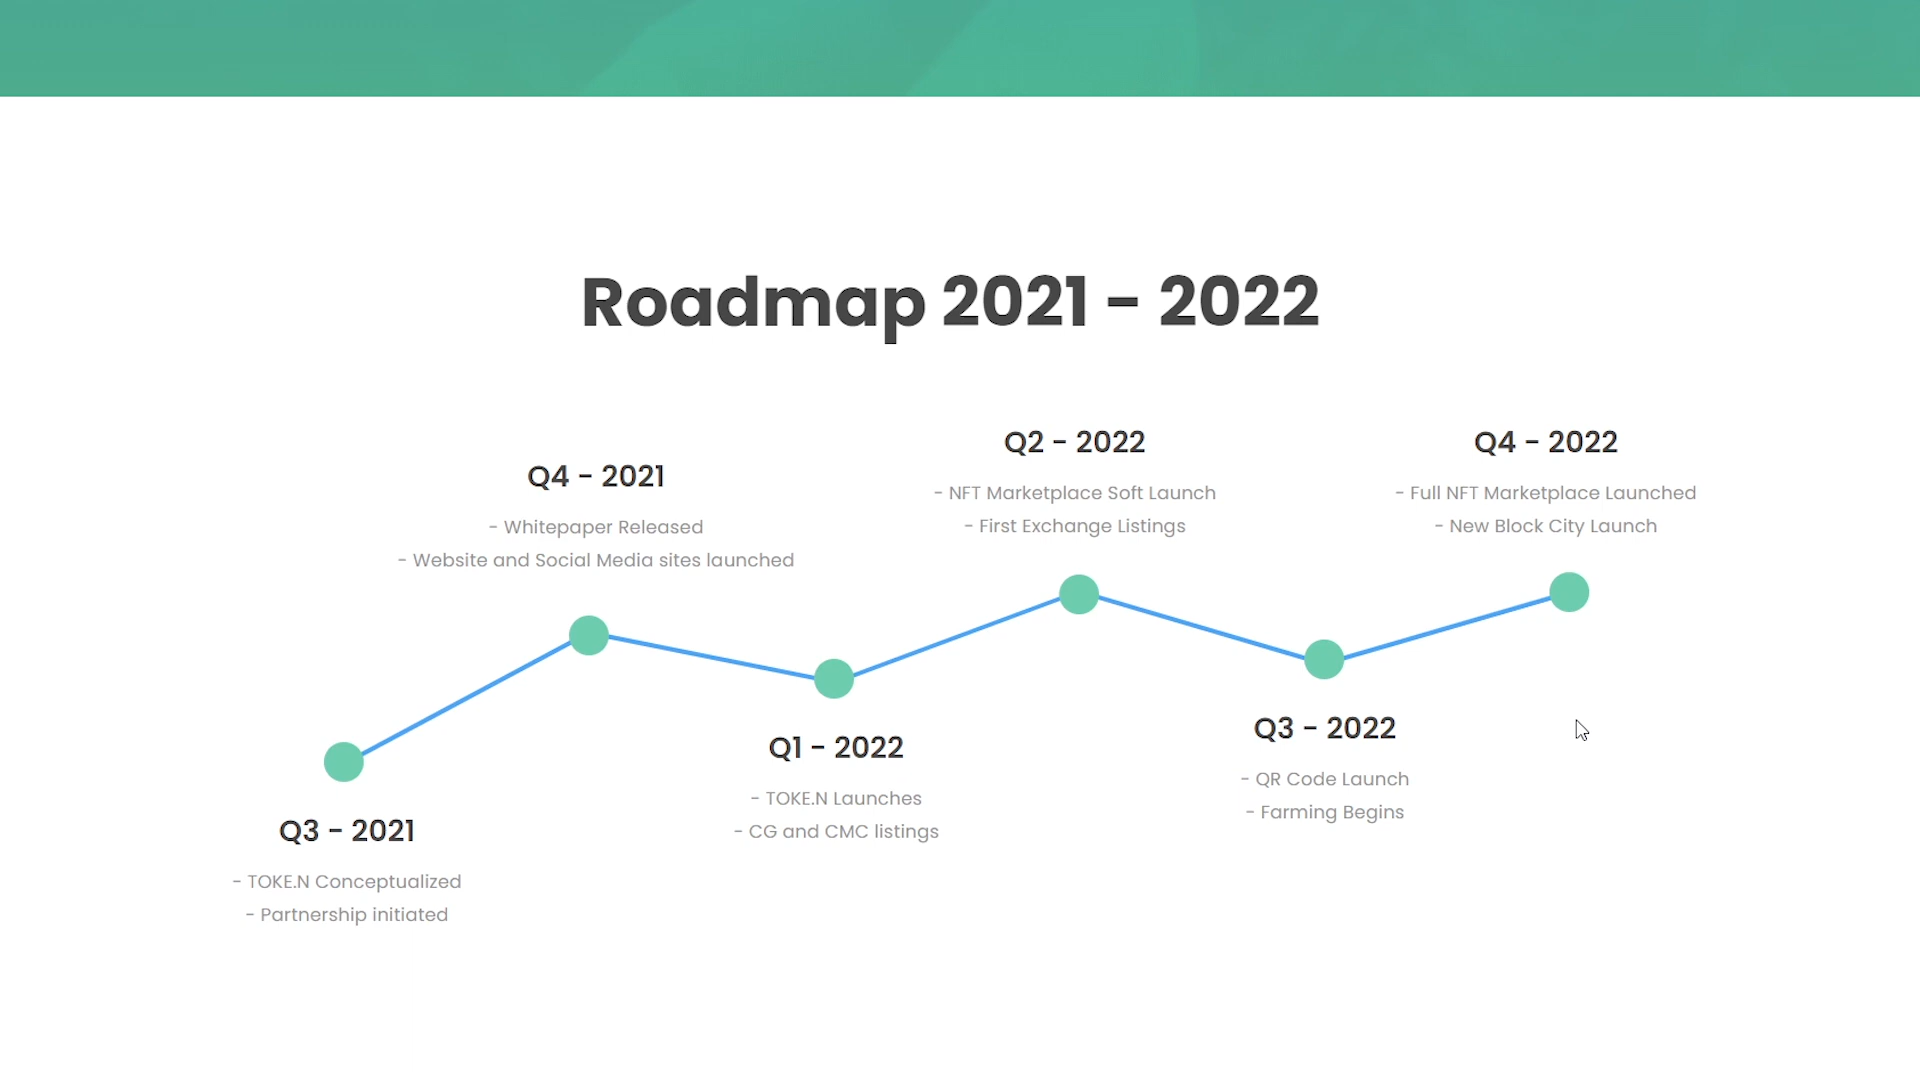 Roadmap 2021 - 2022
Q3 - 2021
- TOKE.N Conceptualized
- Partnership initiated
Q4 - 2021
- Whitepaper Released
- Website and Social Media sites launched
Q1 - 2022
- TOKE.N Launches
- CG and CMC listings
Q2 - 2022
- NFT Marketplace Soft Launch
- First Exchange Listings
Q3 - 2022
- QR Code Launch
- Farming Begins
Q4 - 2022
- Full NFT Marketplace Launched
- New Block City Launch